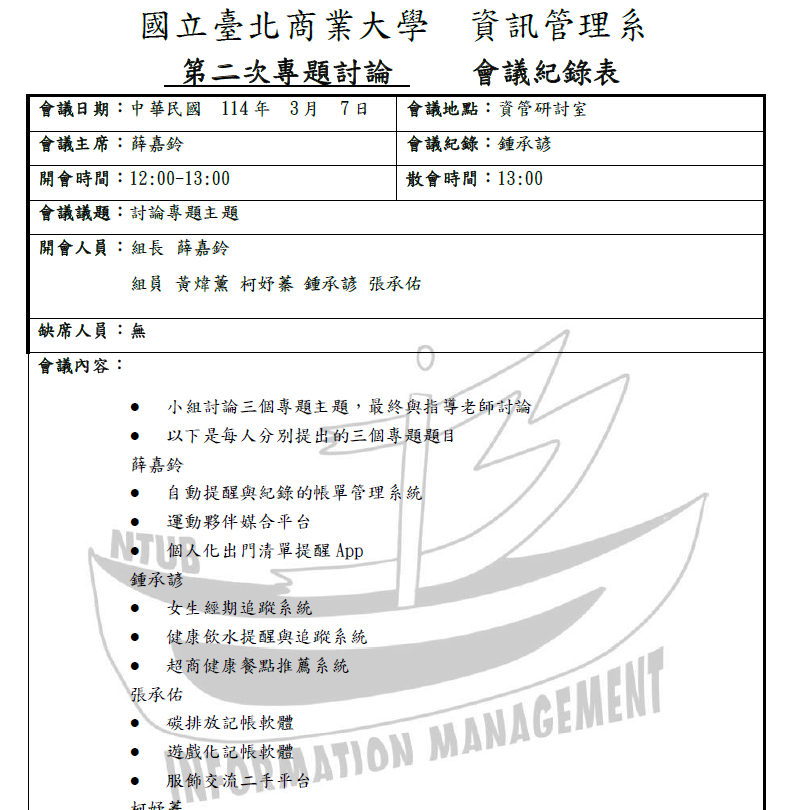 國立臺北商業大學 資訊管理系
第二次專題討論 會議紀錄表
會議日期：中華民國 114年 3月 7日 會議地點：資管研討室
會議主席：薛嘉鈴 會議紀錄：鍾承諺
開會時間：12:00-13:00 散會時間：13:00
會議議題：討論專題主題
開會人員：組長 薛嘉鈴
組員 黃煒薰 柯妤蓁 鍾承諺 張承佑
缺席人員：無
會議內容：
● 小組討論三個專題主題，最終與指導老師討論
● 以下是每人分別提出的三個專題題目
薛嘉鈴
● 自動提醒與紀錄的帳單管理系統
● 運動夥伴媒合平台
● 個人化出門清單提醒 App
鍾承諺
● 女生經期追蹤系統
● 健康飲水提醒與追蹤系統
● 超商健康餐點推薦系統
張承佑
● 碳排放記帳軟體
● 遊戲化記帳軟體
● 服飾交流二手平台
柯妤蓁
NTUB
INFORMATION MANAGEMENT